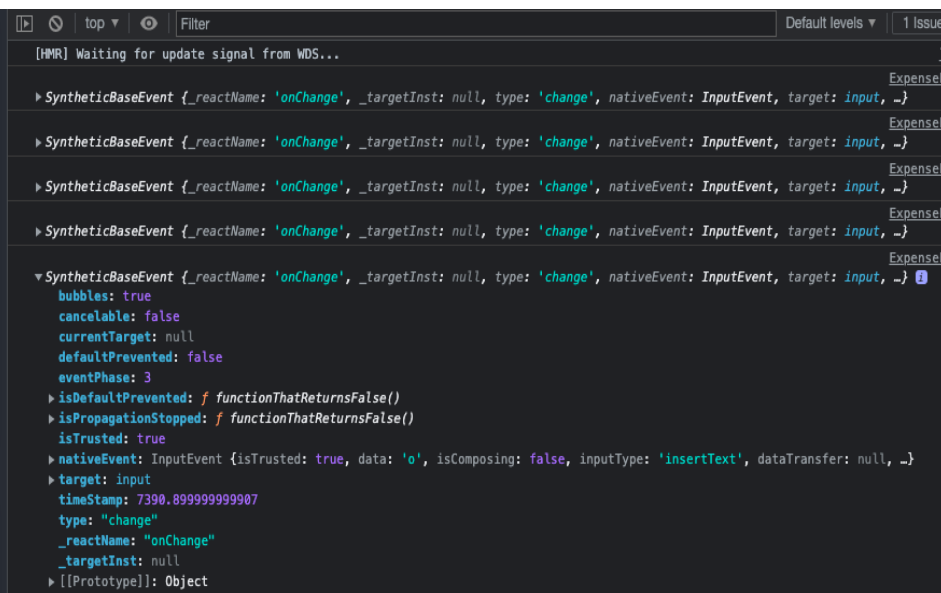 top ▼ Filter Default levels ▼ 1 Issue
[HMR] Waiting for update signal from WDS...
Expense
▶ SyntheticBaseEvent {_reactName: 'onChange', _targetInst: null, type: 'change', nativeEvent: InputEvent, target: input, …}
Expense
▶ SyntheticBaseEvent {_reactName: 'onChange', _targetInst: null, type: 'change', nativeEvent: InputEvent, target: input, …}
Expense
▶ SyntheticBaseEvent {_reactName: 'onChange', _targetInst: null, type: 'change', nativeEvent: InputEvent, target: input, …}
Expense
▶ SyntheticBaseEvent {_reactName: 'onChange', _targetInst: null, type: 'change', nativeEvent: InputEvent, target: input, …}
Expense
▼ SyntheticBaseEvent {_reactName: 'onChange', _targetInst: null, type: 'change', nativeEvent: InputEvent, target: input, …} i
bubbles: true
cancelable: false
currentTarget: null
defaultPrevented: false
eventPhase: 3
▶ isDefaultPrevented: ƒ functionThatReturnsFalse()
▶ isPropagationStopped: ƒ functionThatReturnsFalse()
isTrusted: true
▶ nativeEvent: InputEvent {isTrusted: true, data: 'o', isComposing: false, inputType: 'insertText', dataTransfer: null, …}
▶ target: input
timeStamp: 7390.899999999907
type: "change"
_reactName: "onChange"
_targetInst: null
▶ [[Prototype]]: Object